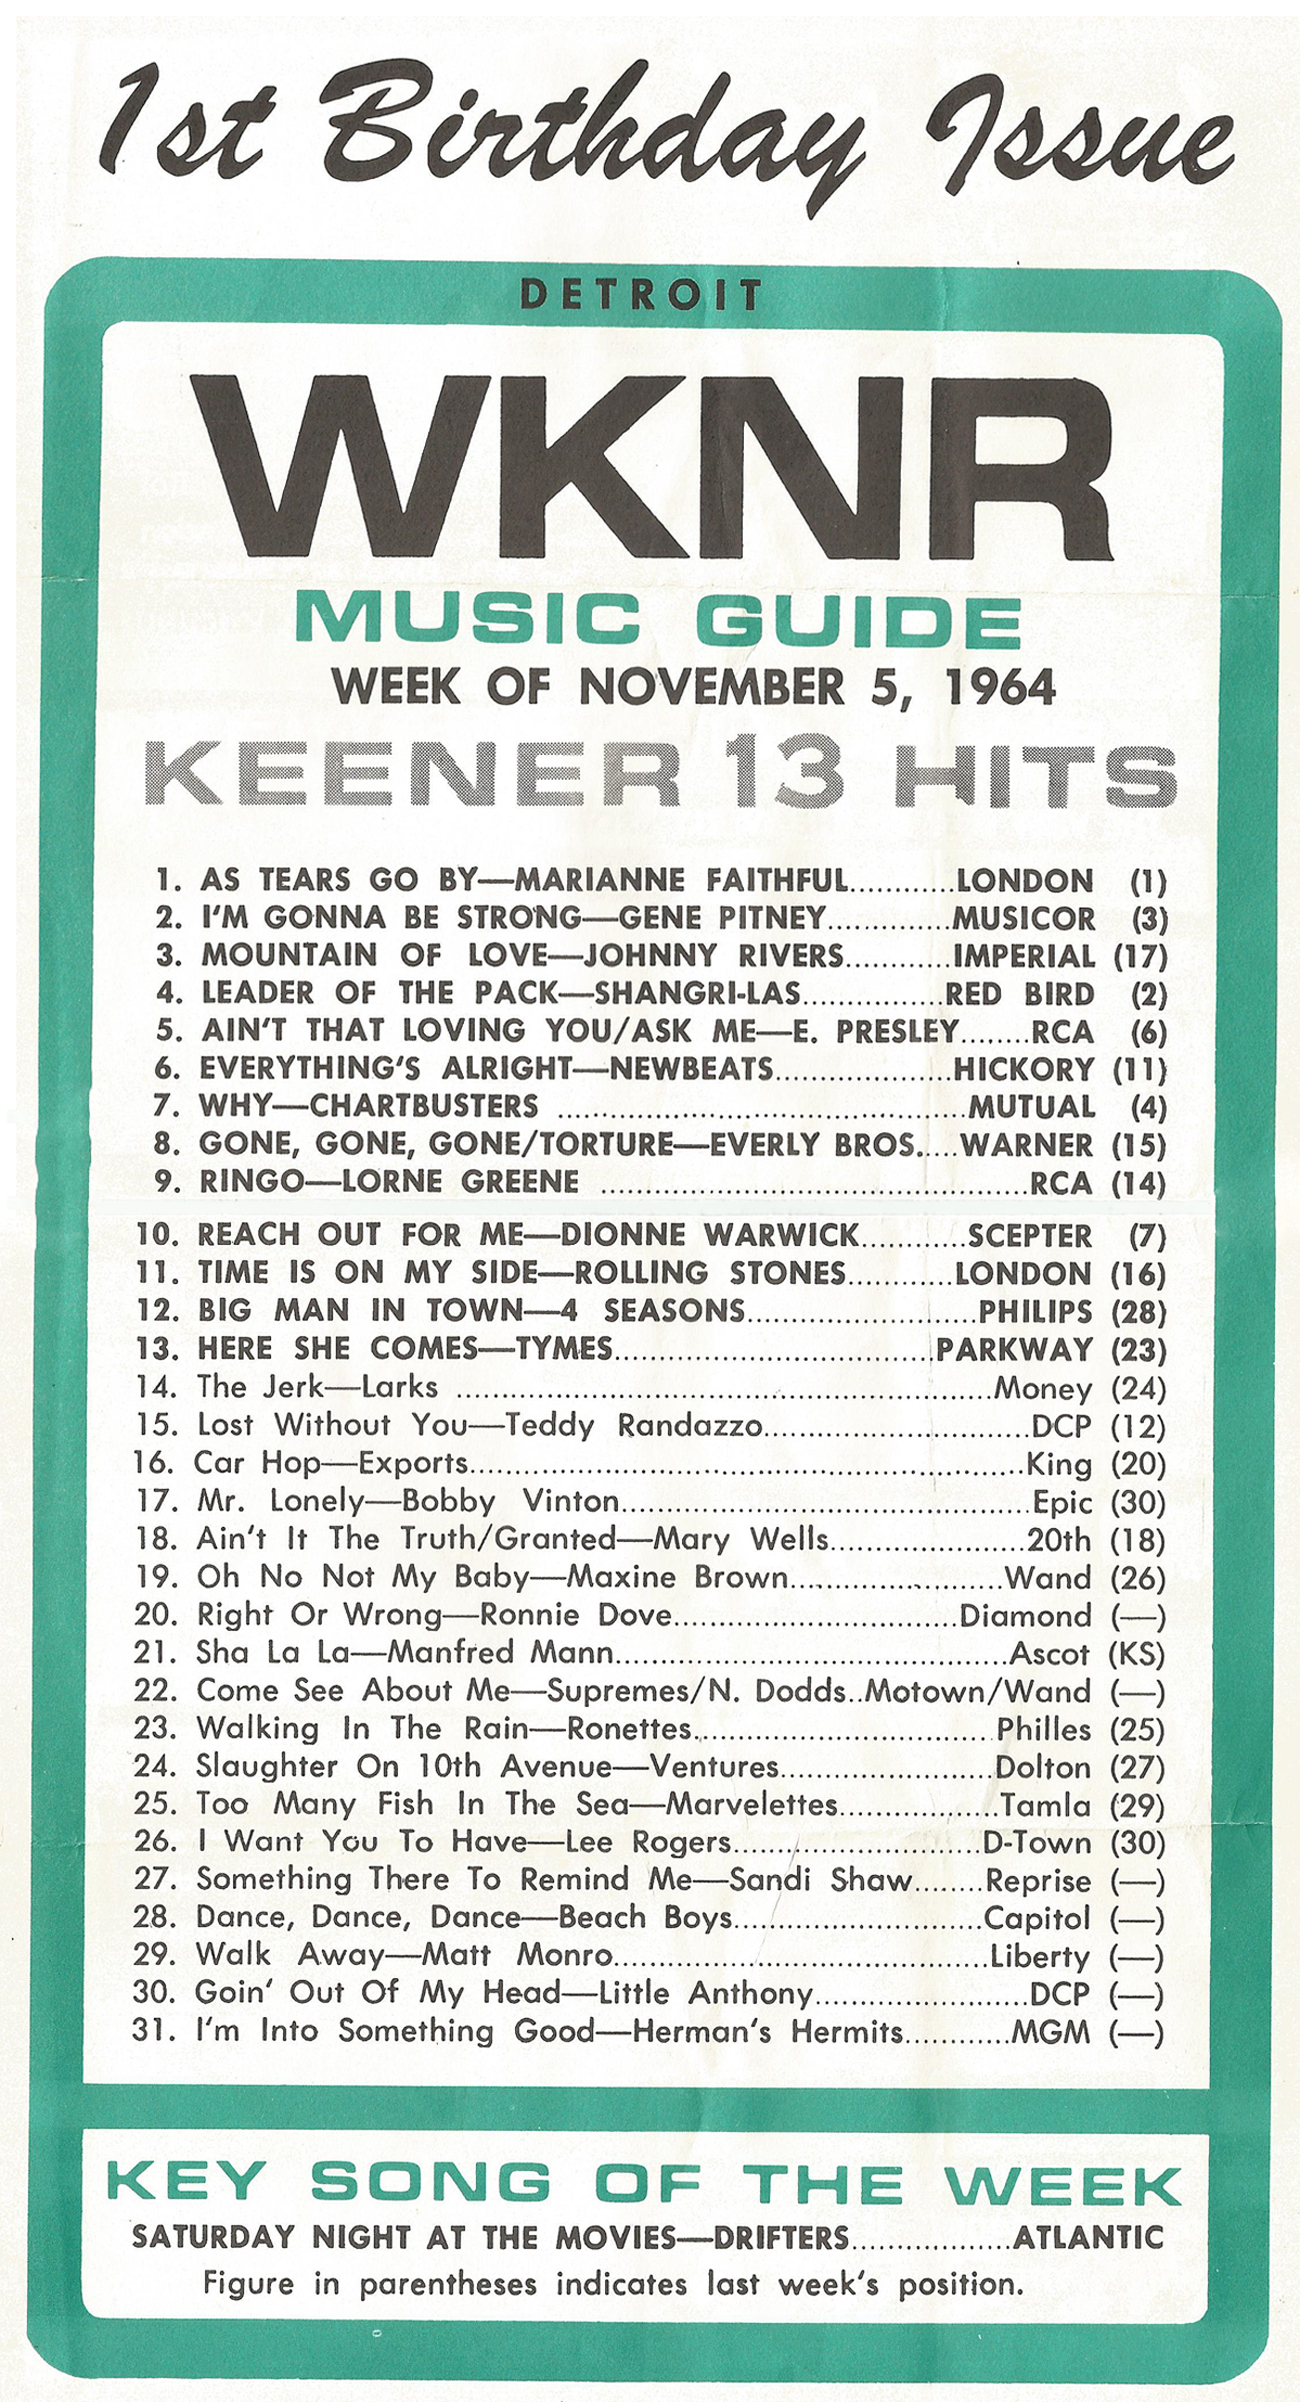 1st Birthday Issue
DETROIT
WKNR
MUSIC GUIDE
WEEK OF NOVEMBER 5, 1964
KEENER 13 HITS
1. AS TEARS GO BY—MARIANNE FAITHFUL............LONDON (1)
2. I'M GONNA BE STRONG—GENE PITNEY..............MUSICOR (3)
3. MOUNTAIN OF LOVE—JOHNNY RIVERS............IMPERIAL (17)
4. LEADER OF THE PACK—SHANGRI-LAS................RED BIRD (2)
5. AIN'T THAT LOVING YOU/ASK ME—E. PRESLEY........RCA (6)
6. EVERYTHING'S ALRIGHT—NEWBEATS....................HICKORY (11)
7. WHY—CHARTBUSTERS ..............................................MUTUAL (4)
8. GONE, GONE, GONE/TORTURE—EVERLY BROS.....WARNER (15)
9. RINGO—LORNE GREENE ................................................RCA (14)
10. REACH OUT FOR ME—DIONNE WARWICK............SCEPTER (7)
11. TIME IS ON MY SIDE—ROLLING STONES............LONDON (16)
12. BIG MAN IN TOWN—4 SEASONS..........................PHILIPS (28)
13. HERE SHE COMES—TYMES....................................PARKWAY (23)
14. The Jerk—Larks ............................................................Money (24)
15. Lost Without You—Teddy Randazzo..............................DCP (12)
16. Car Hop—Exports..............................................................King (20)
17. Mr. Lonely—Bobby Vinton..............................................Epic (30)
18. Ain't It The Truth/Granted—Mary Wells......................20th (18)
19. Oh No Not My Baby—Maxine Brown........................Wand (26)
20. Right Or Wrong—Ronnie Dove................................Diamond (—)
21. Sha La La—Manfred Mann............................................Ascot (KS)
22. Come See About Me—Supremes/N. Dodds..Motown/Wand (—)
23. Walking In The Rain—Ronettes..................................Philles (25)
24. Slaughter On 10th Avenue—Ventures........................Dolton (27)
25. Too Many Fish In The Sea—Marvelettes..................Tamla (29)
26. I Want You To Have—Lee Rogers............................D-Town (30)
27. Something There To Remind Me—Sandi Shaw........Reprise (—)
28. Dance, Dance, Dance—Beach Boys............................Capitol (—)
29. Walk Away—Matt Monro..........................................Liberty (—)
30. Goin' Out Of My Head—Little Anthony........................DCP (—)
31. I'm Into Something Good—Herman's Hermits............MGM (—)
KEY SONG OF THE WEEK
SATURDAY NIGHT AT THE MOVIES—DRIFTERS..................ATLANTIC
Figure in parentheses indicates last week's position.